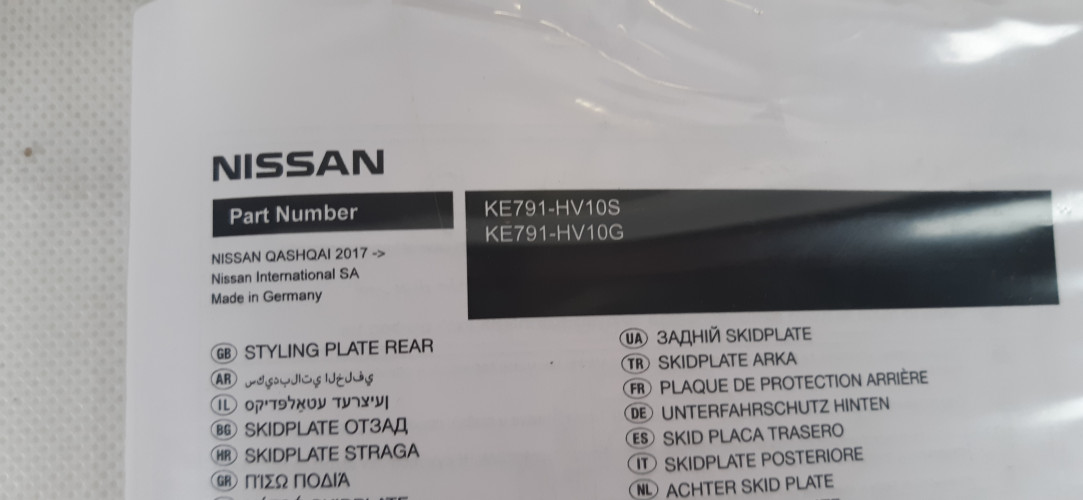 NISSAN
Part Number
KE791-HV10S
KE791-HV10G
NISSAN QASHQAI 2017 ->
Nissan International SA
Made in Germany
GB STYLING PLATE REAR
AR سكيدبلاتي الخلفي
IL
BG SKIDPLATE ОТЗАД
HR SKIDPLATE STRAGA
GR ΠΊΣΩ ΠΟΔΙΆ
UA ЗАДНІЙ SKIDPLATE
TR SKIDPLATE ARKA
FR PLAQUE DE PROTECTION ARRIÈRE
DE UNTERFAHRSCHUTZ HINTEN
ES SKID PLACA TRASERO
IT SKIDPLATE POSTERIORE
NL ACHTER SKID PLATE